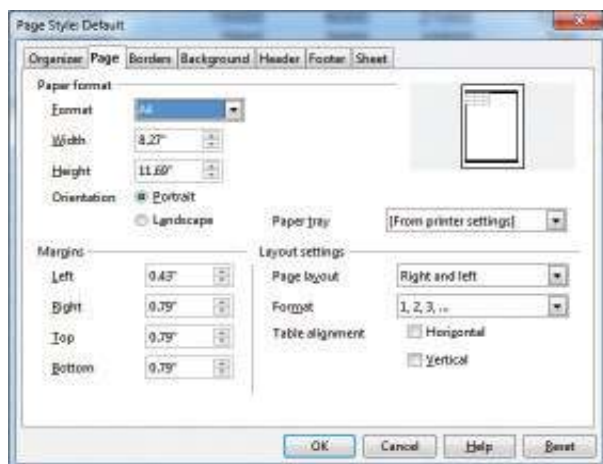 Page Style: Default
Organizer Page Borders Background Header Footer Sheet
Paper format
Format A4
Width 8.27"
Height 11.69"
Orientation Portrait
Landscape
Paper tray [From printer settings]
Margins
Left 0.43"
Right 0.79"
Top 0.79"
Bottom 0.79"
Layout settings
Page layout Right and left
Format 1, 2, 3, ...
Table alignment Horizontal
Vertical
OK Cancel Help Reset